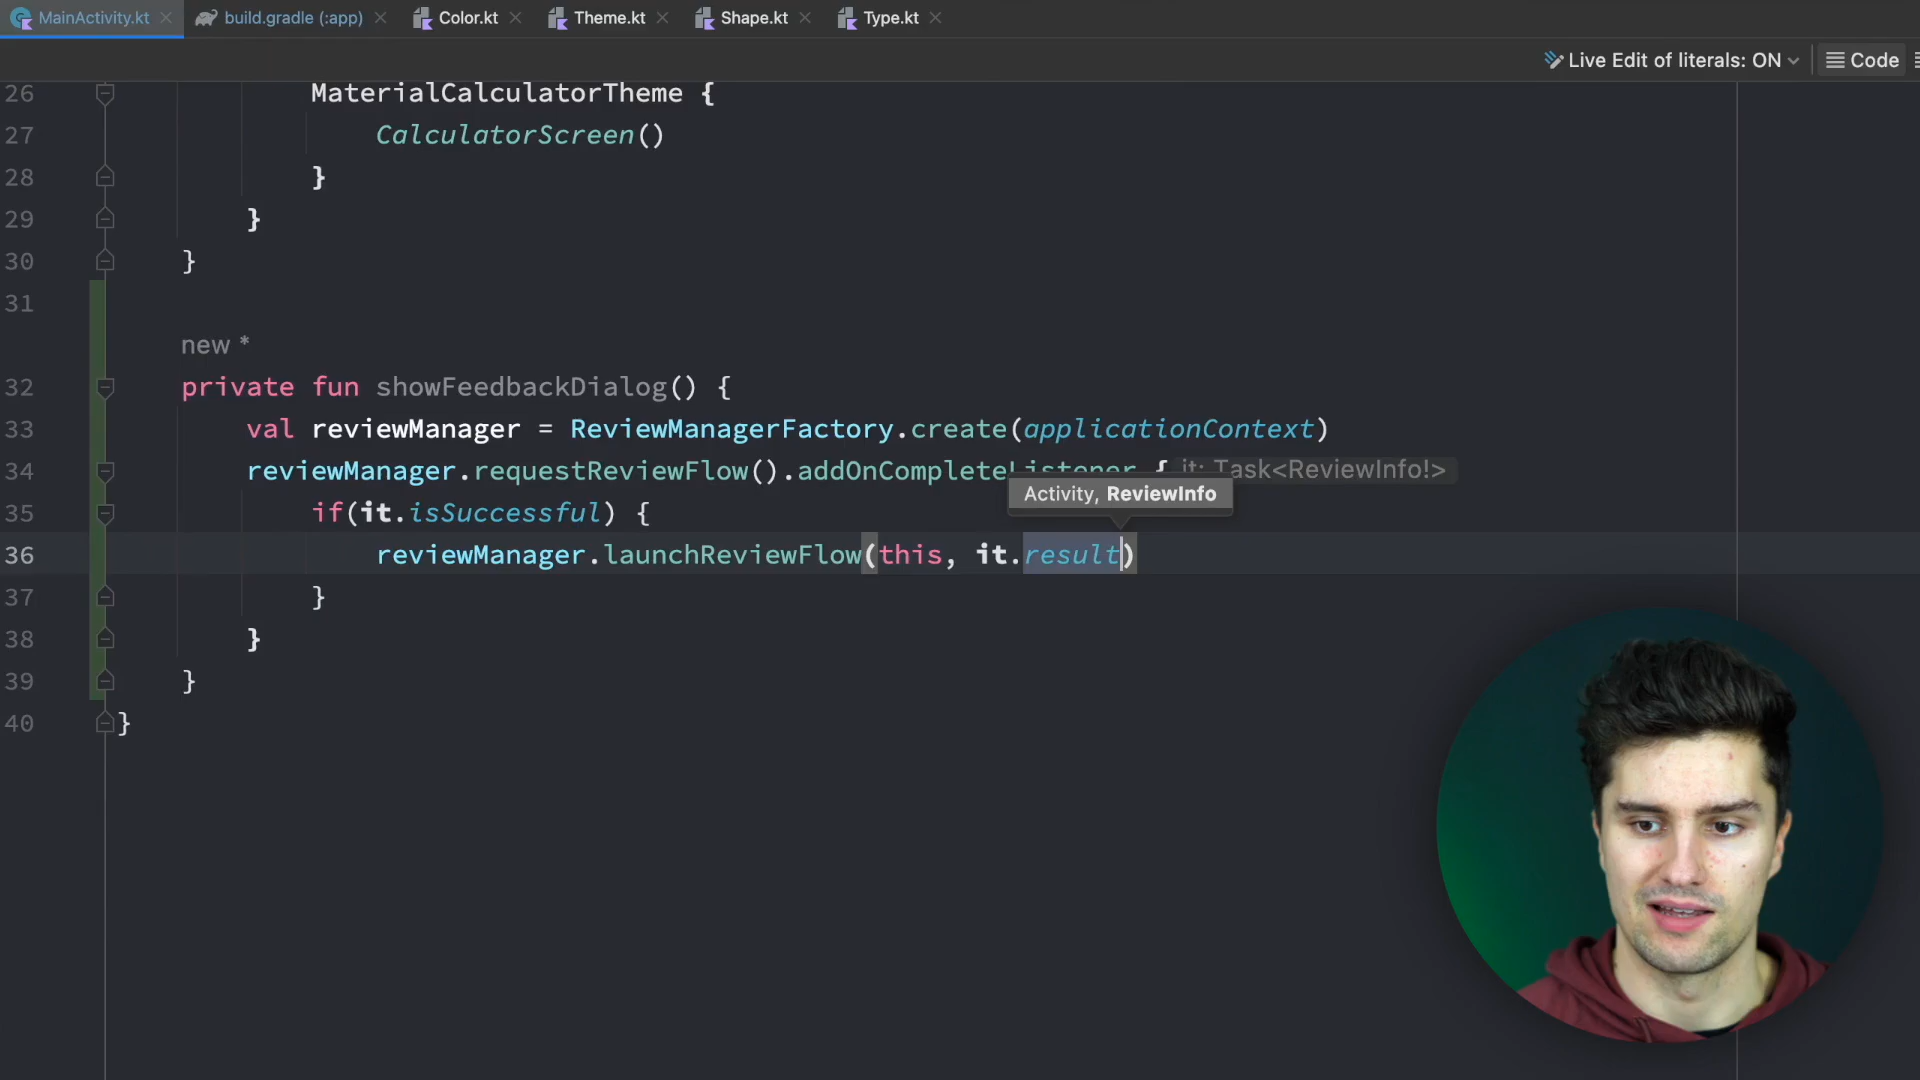 MainActivity.kt build.gradle (:app) Color.kt Theme.kt Shape.kt Type.kt
Live Edit of literals: ON Code
26 MaterialCalculatorTheme {
27 CalculatorScreen()
28 }
29 }
30 }
31
new *
32 private fun showFeedbackDialog() {
33 val reviewManager = ReviewManagerFactory.create(applicationContext)
34 reviewManager.requestReviewFlow().addOnCompleteListener { it: Task<ReviewInfo!>
Activity, ReviewInfo
35 if(it.isSuccessful) {
36 reviewManager.launchReviewFlow(this, it.result)
37 }
38 }
39 }
40 }